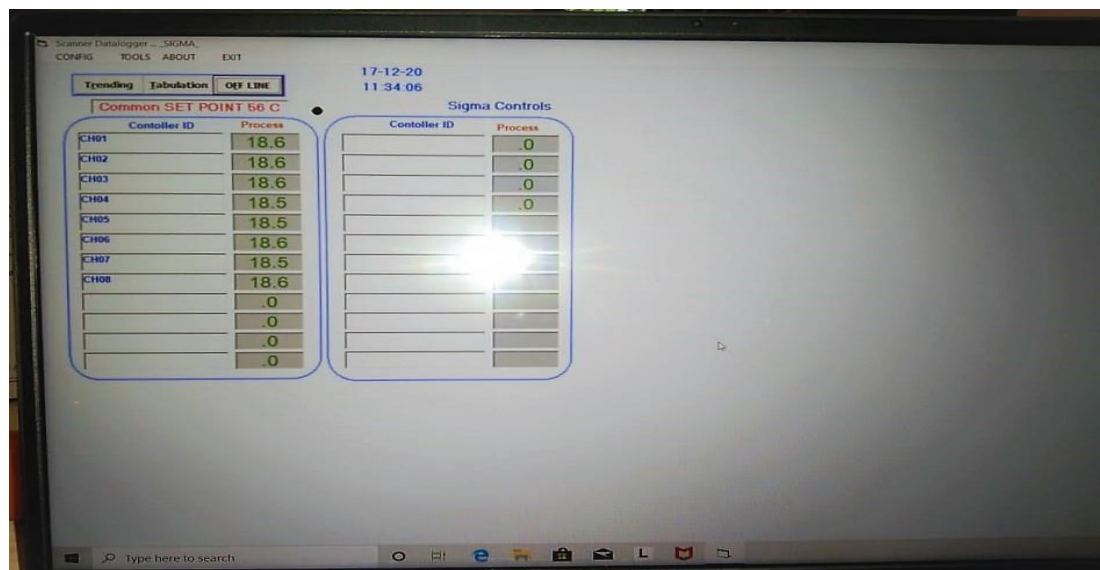 Scanner Datalogger ... _SIGMA_
CONFIG TOOLS ABOUT EXIT
17-12-20
Trending Tabulation OFF LINE
11:34:06
Common SET POINT 56 C
Sigma Controls
Contoller ID Process
CH01 18.6
CH02 18.6
CH03 18.6
CH04 18.5
CH05 18.5
CH06 18.6
CH07 18.5
CH08 18.6
.0
.0
.0
.0
Contoller ID Process
.0
.0
.0
.0
Type here to search
L